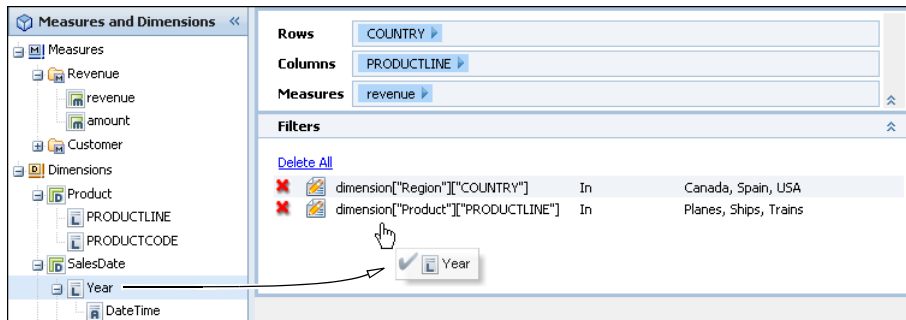 Measures and Dimensions
Measures
Revenue
revenue
amount
Customer
Dimensions
Product
PRODUCTLINE
PRODUCTCODE
SalesDate
Year
DateTime
Rows COUNTRY
Columns PRODUCTLINE
Measures revenue
Filters
Delete All
dimension["Region"]["COUNTRY"] In Canada, Spain, USA
dimension["Product"]["PRODUCTLINE"] In Planes, Ships, Trains
Year